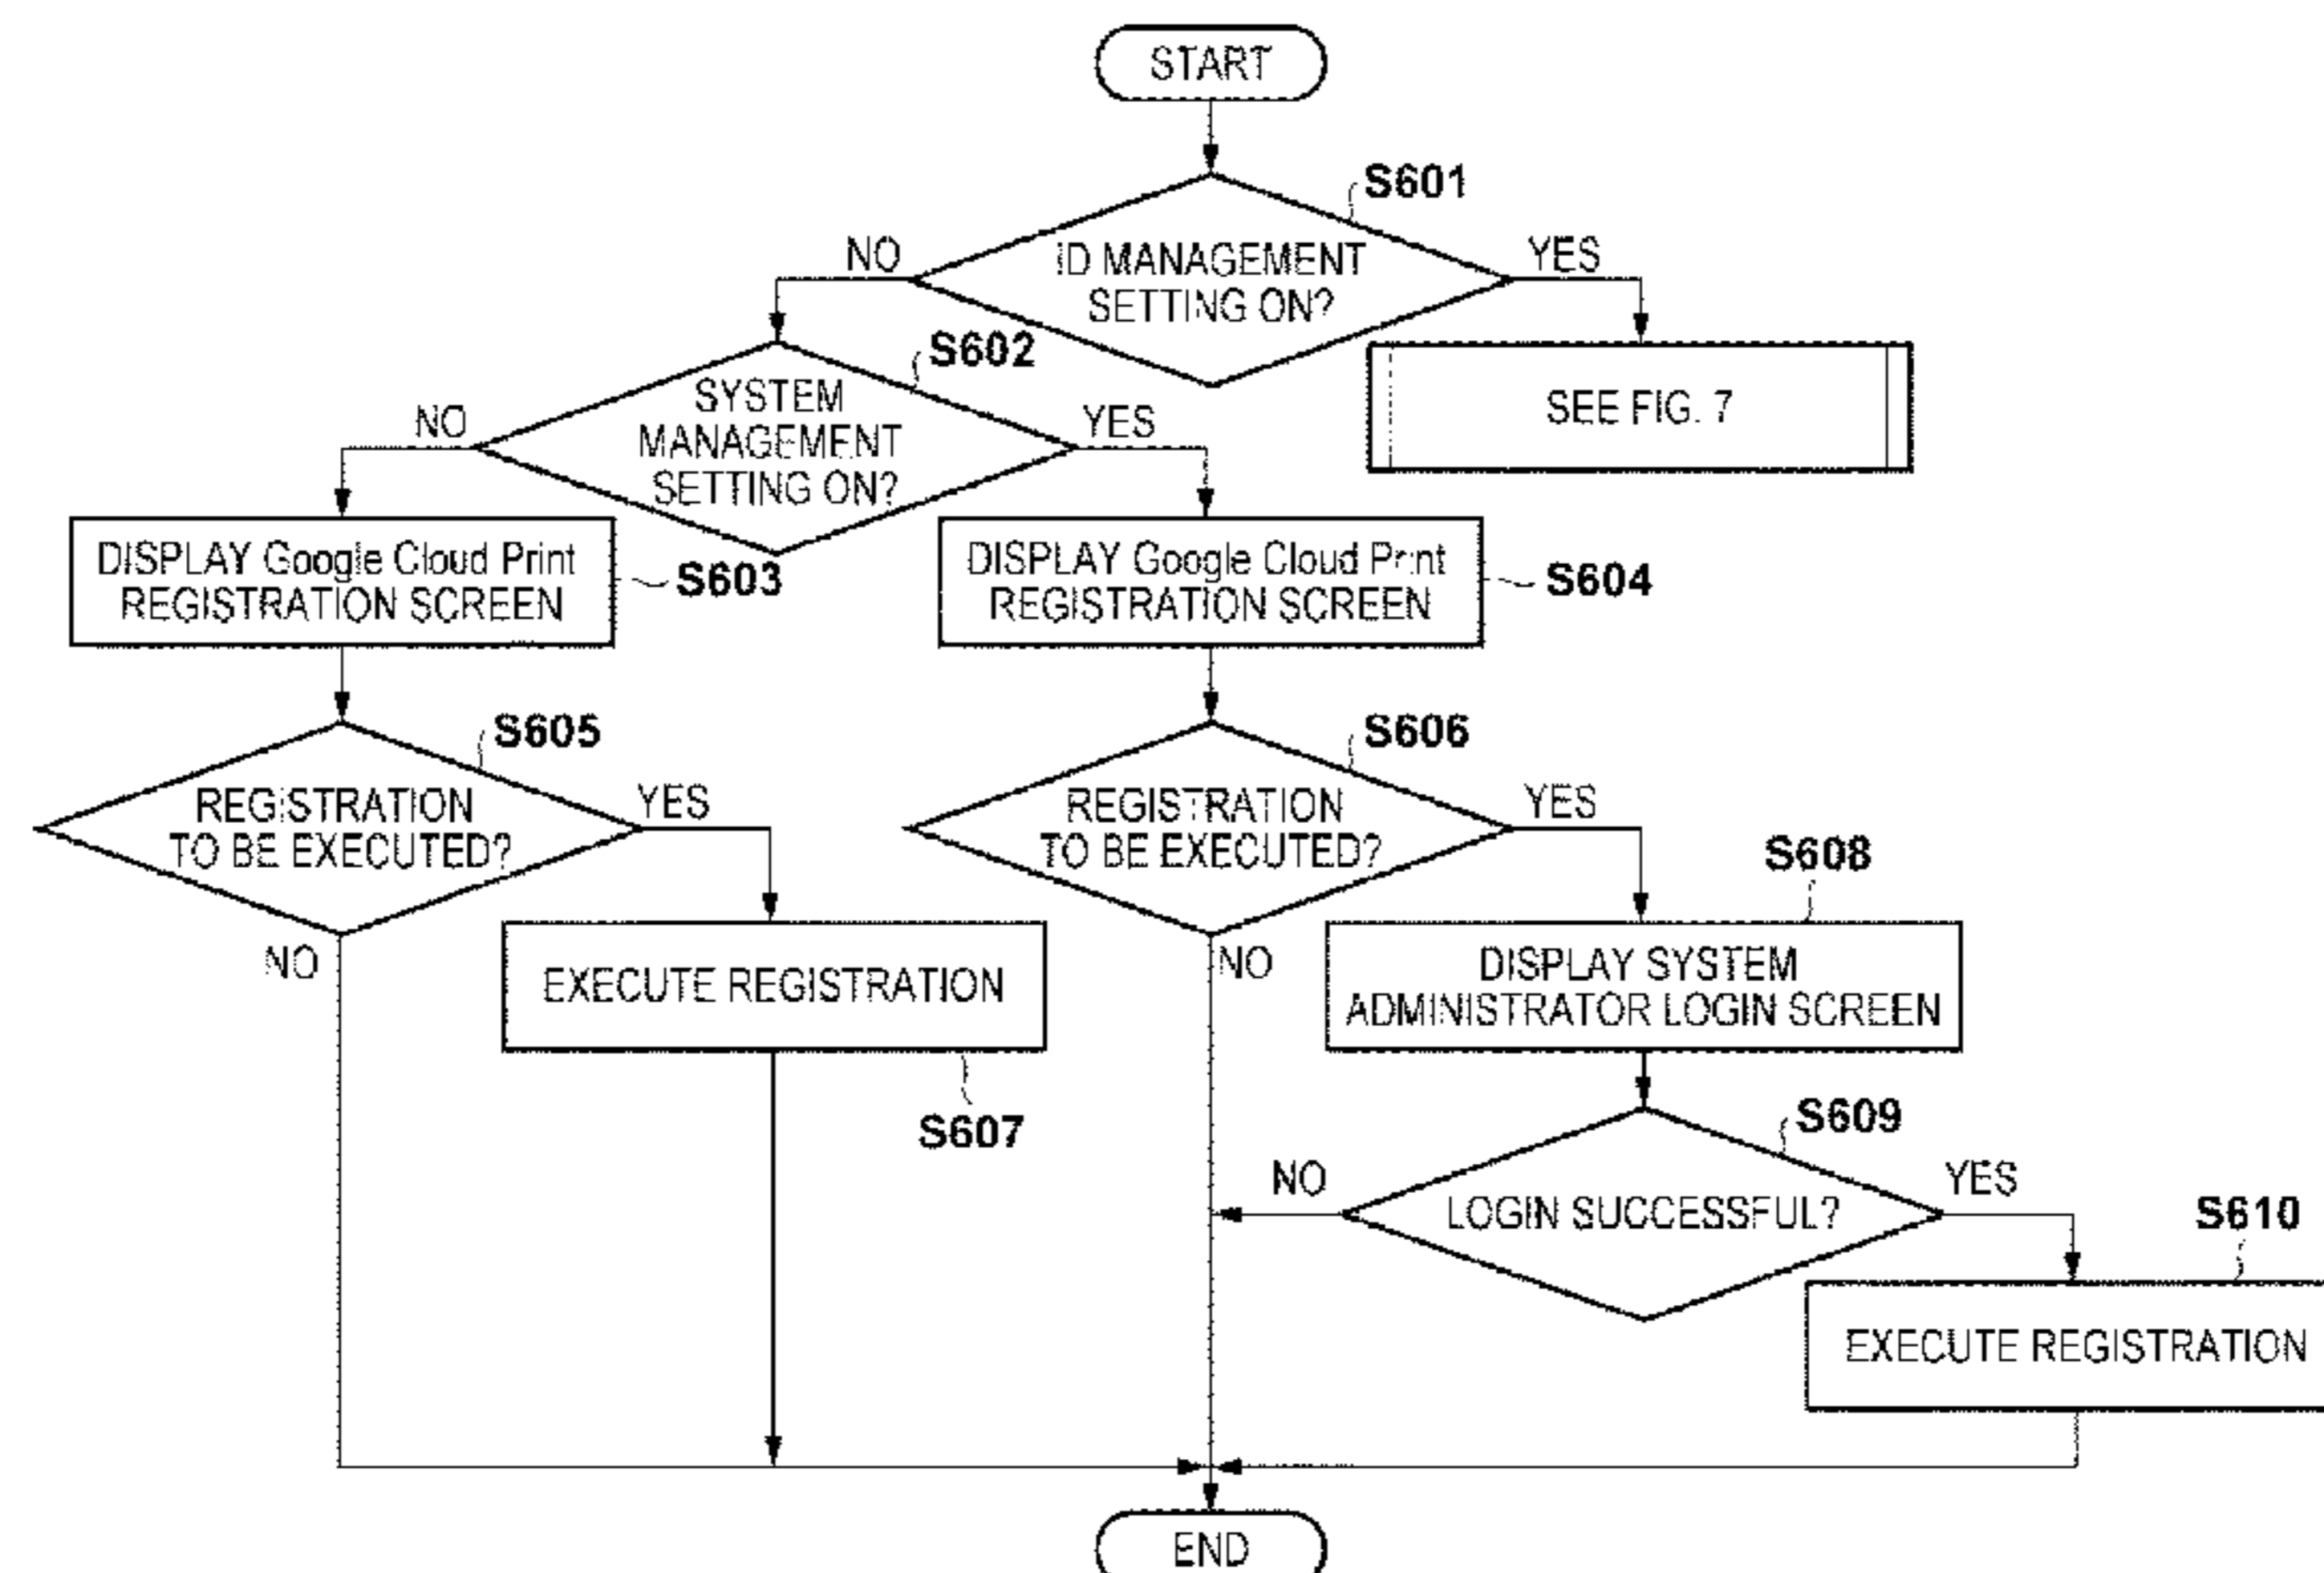 START
S601
NO
ID MANAGEMENT
SETTING ON?
YES
S602
NO
SYSTEM
MANAGEMENT
SETTING ON?
YES
SEE FIG. 7
DISPLAY Google Cloud Print
REGISTRATION SCREEN
S603
DISPLAY Google Cloud Print
REGISTRATION SCREEN
S604
S605
REGISTRATION
TO BE EXECUTED?
YES
NO
S606
REGISTRATION
TO BE EXECUTED?
YES
NO
S608
EXECUTE REGISTRATION
S607
DISPLAY SYSTEM
ADMINISTRATOR LOGIN SCREEN
S609
NO
LOGIN SUCCESSFUL?
YES
S610
EXECUTE REGISTRATION
END